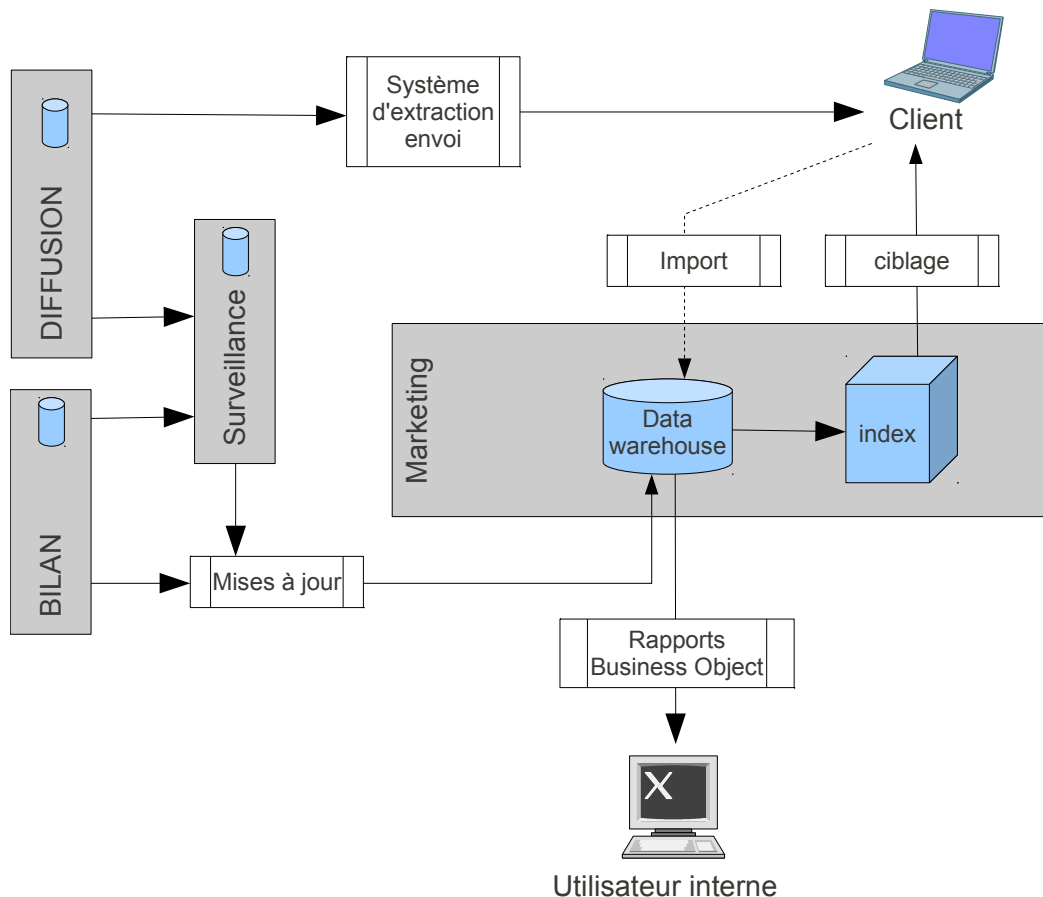 Système
d'extraction
envoi
Client
DIFFUSION
Surveillance
Import
ciblage
Marketing
Data
warehouse
index
BILAN
Mises à jour
Rapports
Business Object
X
Utilisateur interne